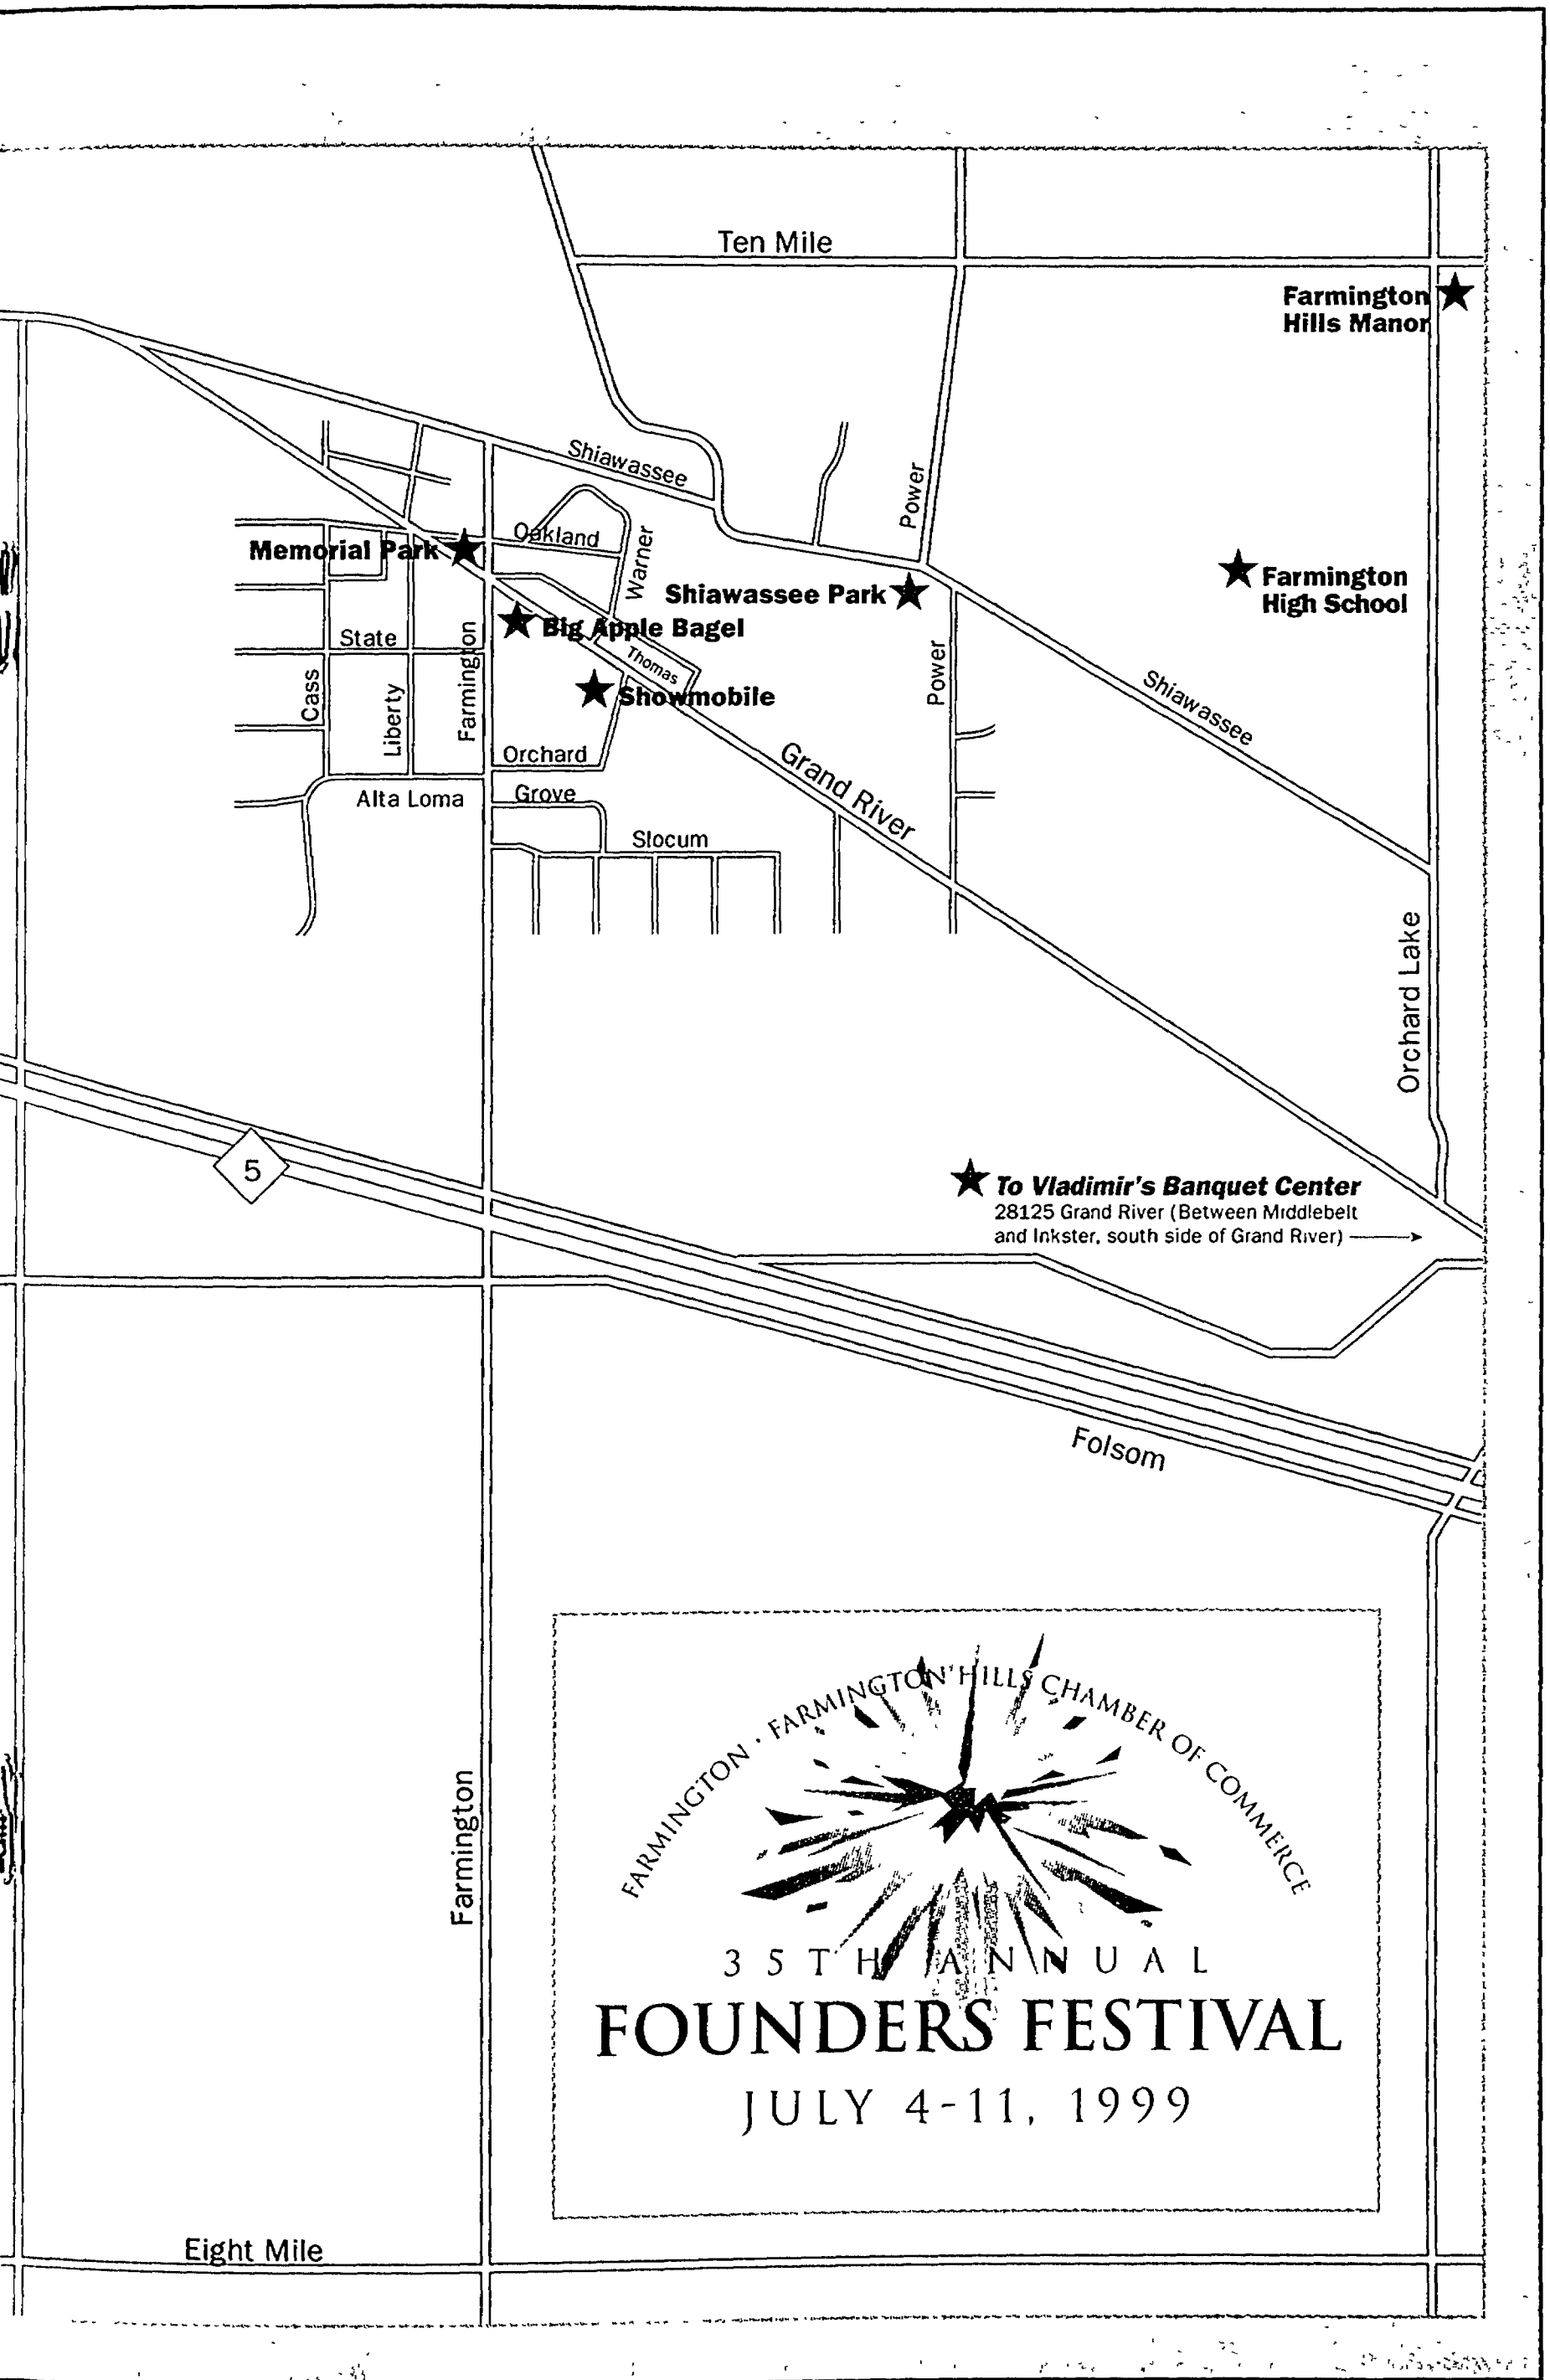 Ten Mile
Farmington
Hills Manor
Shiawassee
Power
Oakland
Warner
Memorial Park
Shiawassee Park
Farmington
High School
Big Apple Bagel
State
Thomas
Cass
Liberty
Farmington
Power
Showmobile
Shiawassee
Orchard
Grand River
Alta Loma
Grove
Slocum
Orchard Lake
5
To Vladimir's Banquet Center
28125 Grand River (Between Middlebelt
and Inkster, south side of Grand River)
Folsom
Farmington
FARMINGTON · FARMINGTON HILLS CHAMBER OF COMMERCE
35TH ANNUAL
FOUNDERS FESTIVAL
JULY 4-11, 1999
Eight Mile